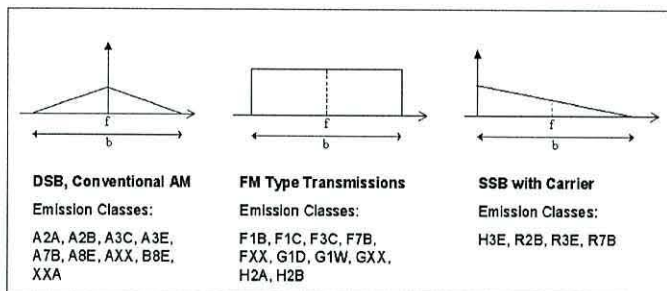 f
b
f
b
f
b
DSB, Conventional AM
Emission Classes:
A2A, A2B, A3C, A3E,
A7B, A8E, AXX, B8E,
XXA
FM Type Transmissions
Emission Classes:
F1B, F1C, F3C, F7B,
FXX, G1D, G1W, GXX,
H2A, H2B
SSB with Carrier
Emission Classes:
H3E, R2B, R3E, R7B